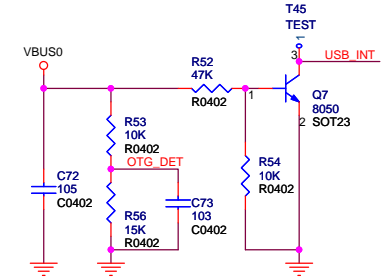 T45
TEST
1
3
USB_INT
VBUS0
R52
47K
R0402
1
Q7
8050
2 SOT23
R53
10K
R0402
OTG_DET
R54
10K
R0402
C72
105
C0402
C73
103
C0402
R56
15K
R0402